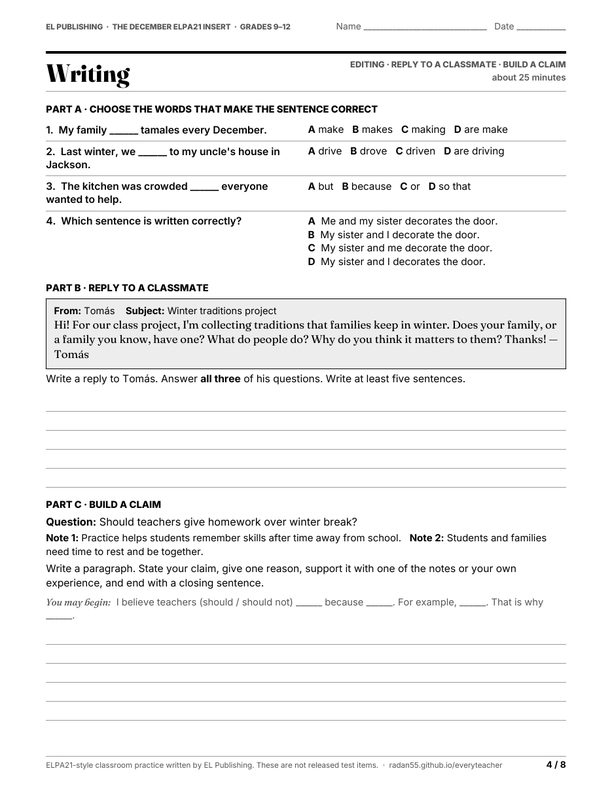 EL PUBLISHING · THE DECEMBER ELPA21 INSERT · GRADES 9–12
Name ______________________ Date _________
Writing
EDITING · REPLY TO A CLASSMATE · BUILD A CLAIM
about 25 minutes
PART A · CHOOSE THE WORDS THAT MAKE THE SENTENCE CORRECT
1. My family _____ tamales every December.
A make B makes C making D are make
2. Last winter, we _____ to my uncle's house in
Jackson.
A drive B drove C driven D are driving
3. The kitchen was crowded _____ everyone
wanted to help.
A but B because C or D so that
4. Which sentence is written correctly?
A Me and my sister decorates the door.
B My sister and I decorate the door.
C My sister and me decorate the door.
D My sister and I decorates the door.
PART B · REPLY TO A CLASSMATE
From: Tomás Subject: Winter traditions project
Hi! For our class project, I'm collecting traditions that families keep in winter. Does your family, or
a family you know, have one? What do people do? Why do you think it matters to them? Thanks! —
Tomás
Write a reply to Tomás. Answer all three of his questions. Write at least five sentences.
PART C · BUILD A CLAIM
Question: Should teachers give homework over winter break?
Note 1: Practice helps students remember skills after time away from school. Note 2: Students and families
need time to rest and be together.
Write a paragraph. State your claim, give one reason, support it with one of the notes or your own
experience, and end with a closing sentence.
You may begin: I believe teachers (should / should not) _____ because _____. For example, _____. That is why
_____.
ELPA21-style classroom practice written by EL Publishing. These are not released test items. · radan55.github.io/everyteacher
4 / 8